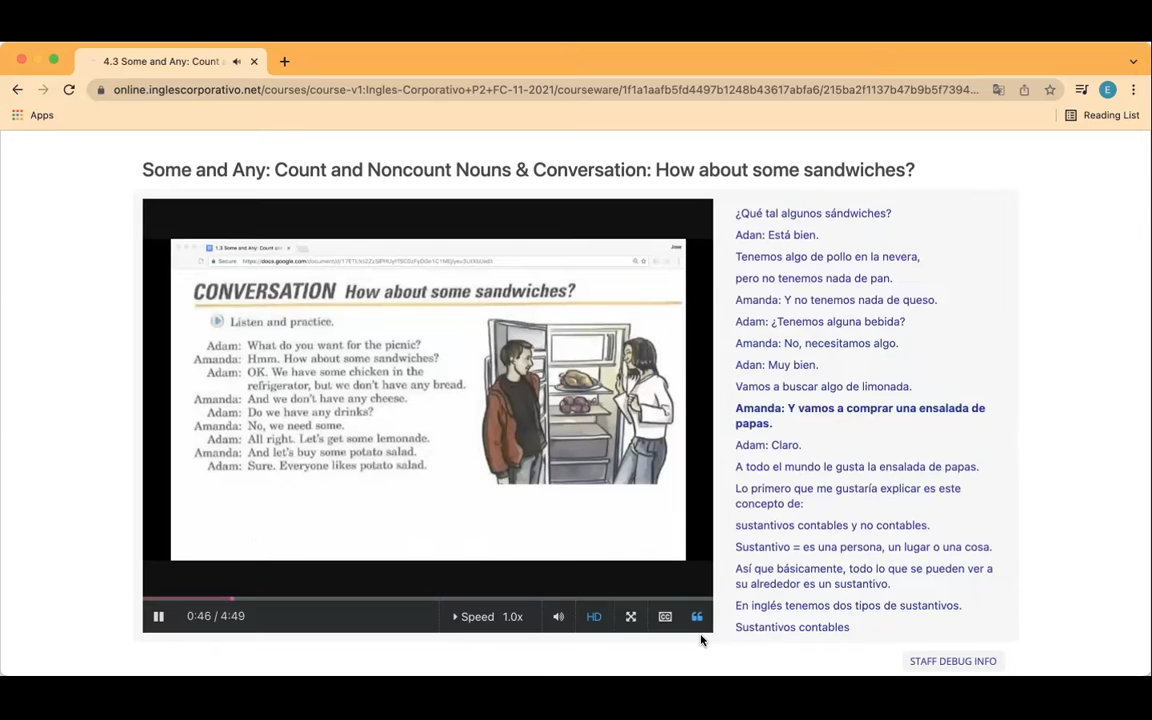 4.3 Some and Any: Count
online.inglescorporativo.net/courses/course-v1:Ingles-Corporativo+P2+FC-11-2021/courseware/1f1a1aafb5fd4497b1248b43617abfa6/215ba2f1137b47b9b5f7394...
E
Apps
Reading List
Some and Any: Count and Noncount Nouns & Conversation: How about some sandwiches?
1.3 Some and Any: Count and
Secure
CONVERSATION How about some sandwiches?
Listen and practice.
Adam: What do you want for the picnic?
Amanda: Hmm. How about some sandwiches?
Adam: OK. We have some chicken in the
refrigerator, but we don't have any bread.
Amanda: And we don't have any cheese.
Adam: Do we have any drinks?
Amanda: No, we need some.
Adam: All right. Let's get some lemonade.
Amanda: And let's buy some potato salad.
Adam: Sure. Everyone likes potato salad.
0:46 / 4:49
Speed 1.0x
HD
CC
¿Qué tal algunos sándwiches?
Adan: Está bien.
Tenemos algo de pollo en la nevera,
pero no tenemos nada de pan.
Amanda: Y no tenemos nada de queso.
Adam: ¿Tenemos alguna bebida?
Amanda: No, necesitamos algo.
Adan: Muy bien.
Vamos a buscar algo de limonada.
Amanda: Y vamos a comprar una ensalada de
papas.
Adam: Claro.
A todo el mundo le gusta la ensalada de papas.
Lo primero que me gustaría explicar es este
concepto de:
sustantivos contables y no contables.
Sustantivo = es una persona, un lugar o una cosa.
Así que básicamente, todo lo que se pueden ver a
su alrededor es un sustantivo.
En inglés tenemos dos tipos de sustantivos.
Sustantivos contables
STAFF DEBUG INFO